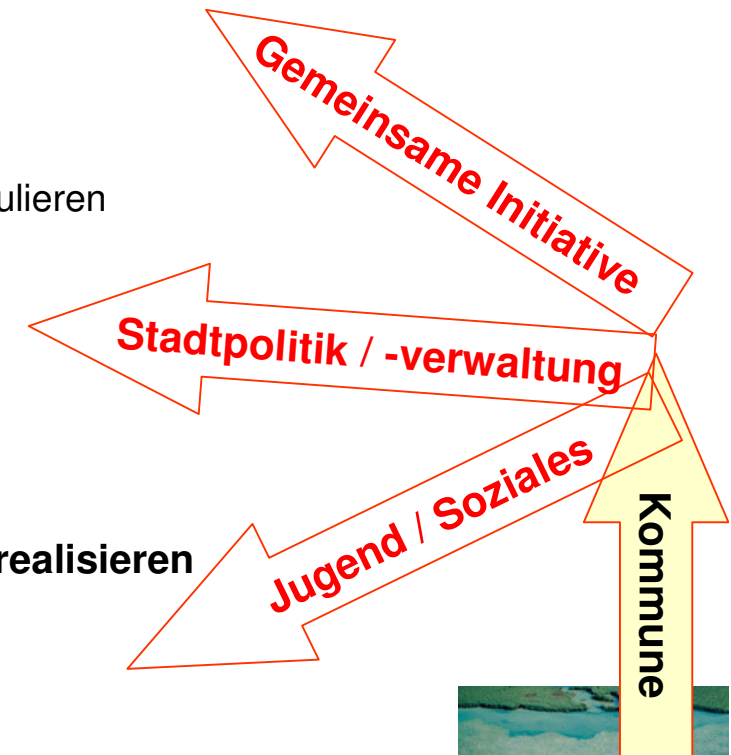 Gemeinsame Initiative
ulieren
Stadtpolitik / -verwaltung
Jugend / Soziales
realisieren
Kommune